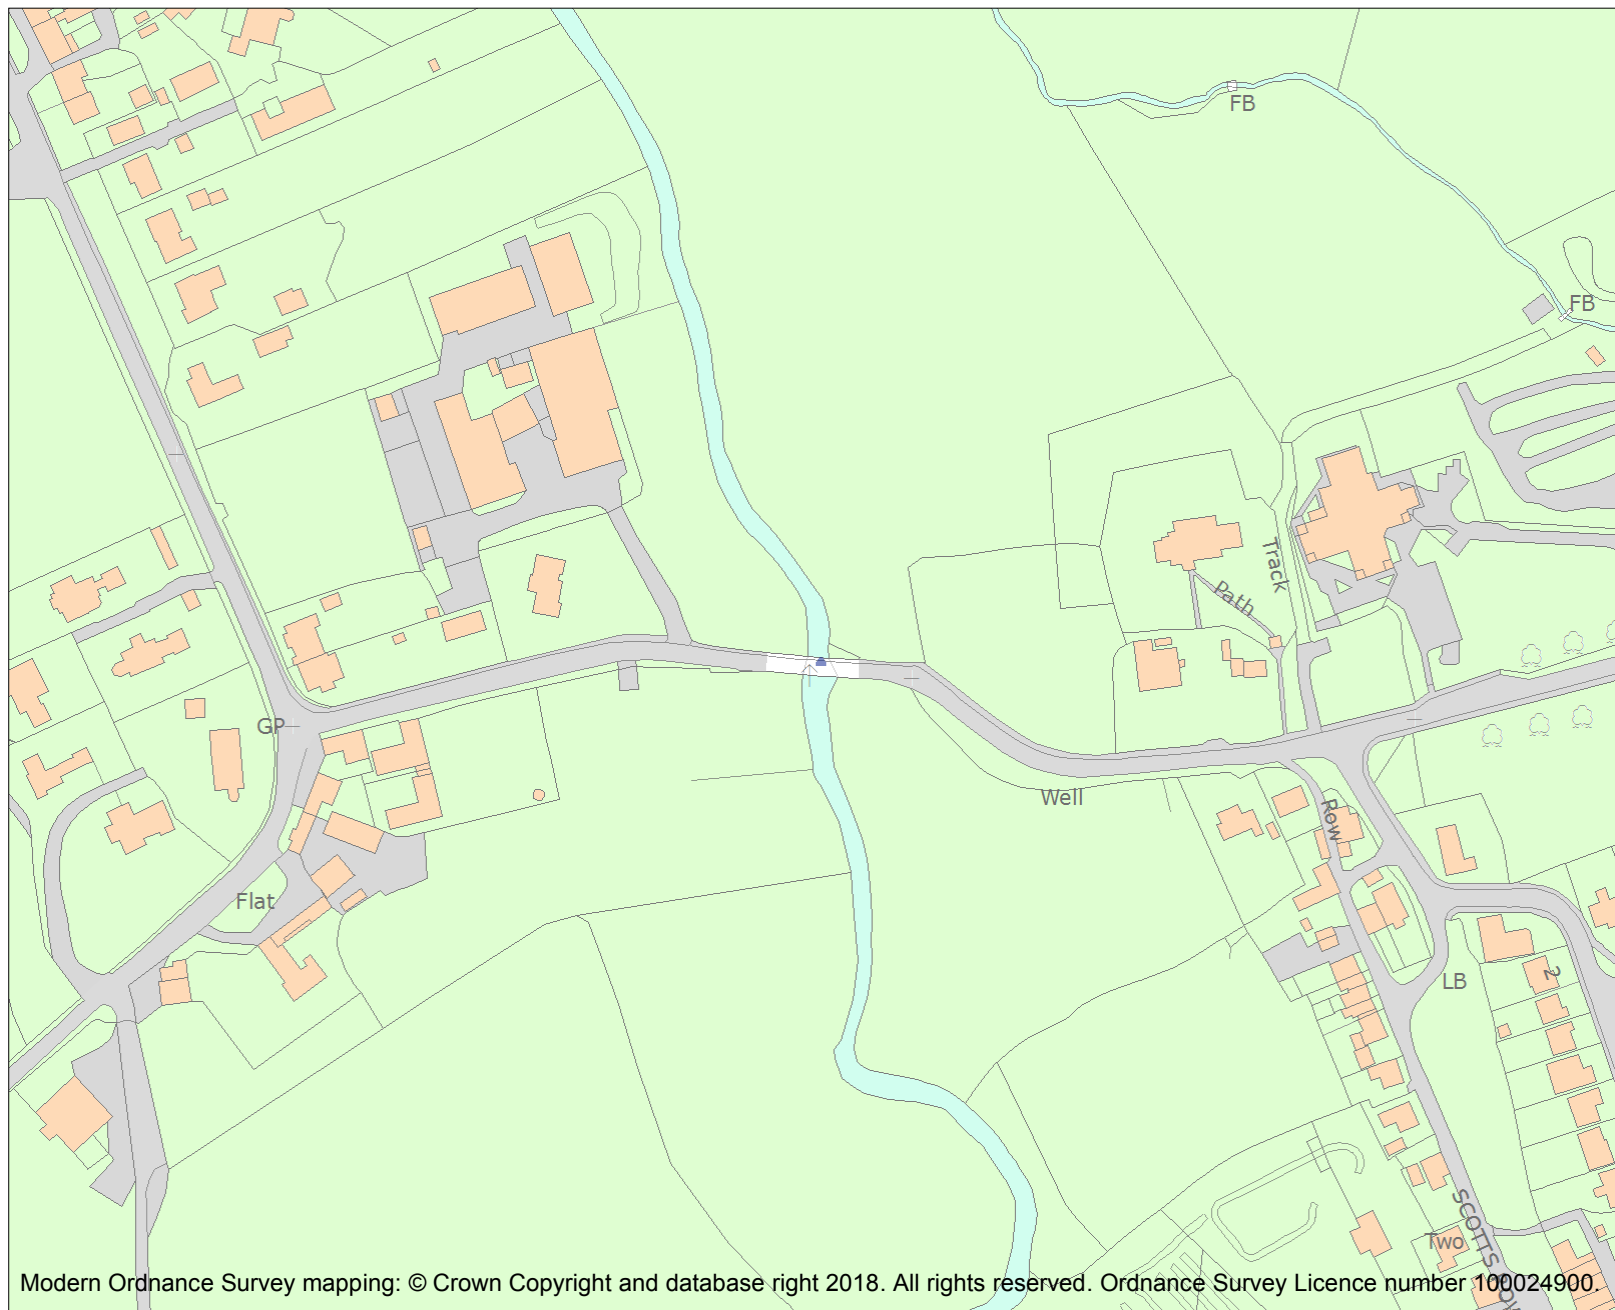 FB
FB
Track
Path
GP
Well
Row
Flat
LB
2
SCOTTS
Two
Modern Ordnance Survey mapping: © Crown Copyright and database right 2018. All rights reserved. Ordnance Survey Licence number 100024900.